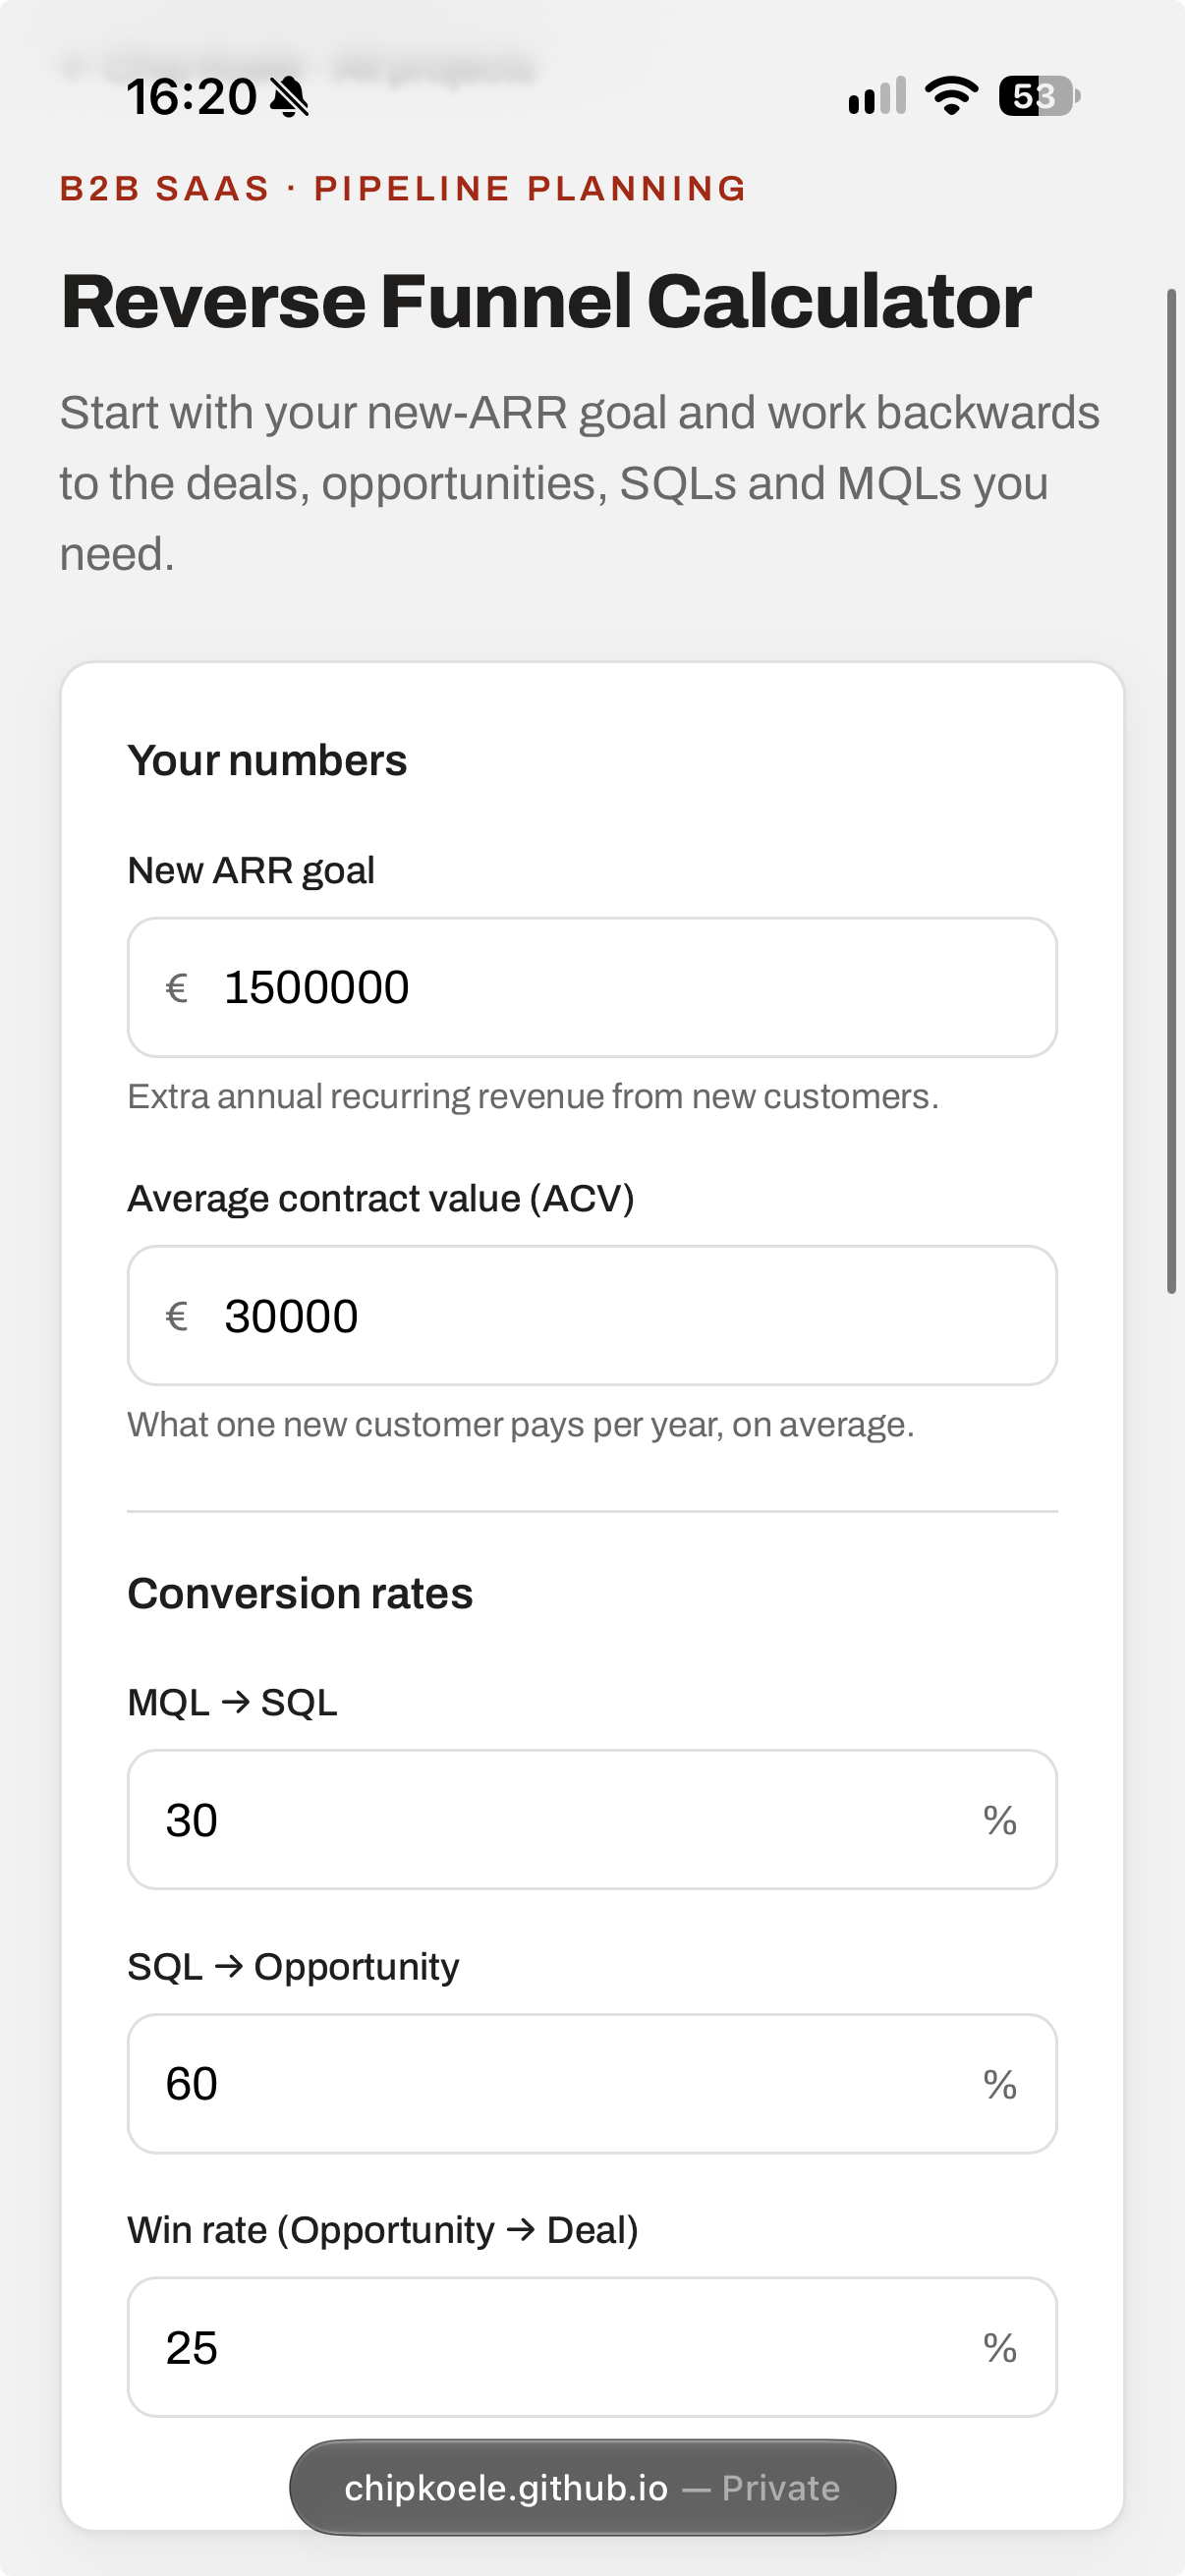 16:20
53
B2B SAAS · PIPELINE PLANNING
Reverse Funnel Calculator
Start with your new-ARR goal and work backwards
to the deals, opportunities, SQLs and MQLs you
need.
Your numbers
New ARR goal
€ 1500000
Extra annual recurring revenue from new customers.
Average contract value (ACV)
€ 30000
What one new customer pays per year, on average.
Conversion rates
MQL → SQL
30 %
SQL → Opportunity
60 %
Win rate (Opportunity → Deal)
25 %
chipkoele.github.io — Private